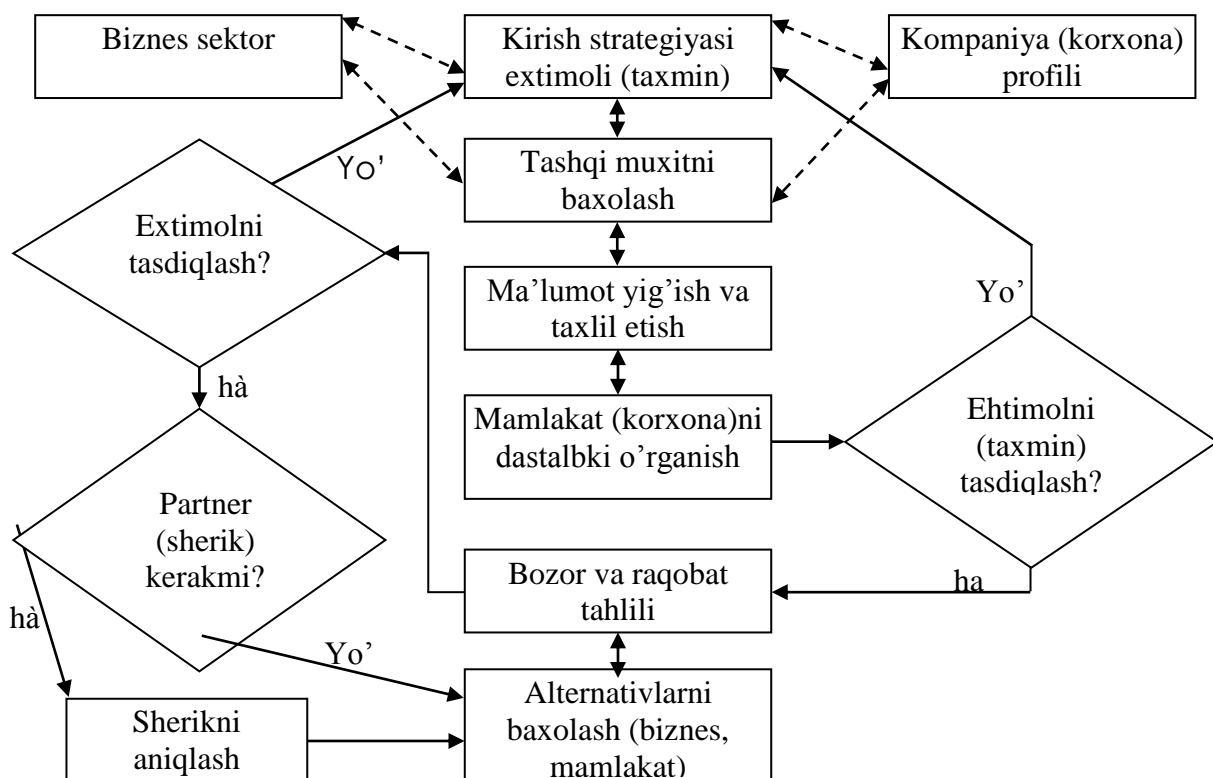 Biznes sektor
Kirish strategiyasi
extimoli (taxmin)
Kompaniya (korxona)
profili
Yo’
Tashqi muxitni
baxolash
Extimolni
tasdiqlash?
Ma’lumot yig’ish va
taxlil etish
Yo’
hà
Mamlakat (korxona)ni
dastalbki o’rganish
Ehtimolni
(taxmin)
tasdiqlash?
Partner
(sherik)
kerakmi?
Bozor va raqobat
tahlili
ha
hà
Yo’
Sherikni
aniqlash
Alternativlarni
baxolash (biznes,
mamlakat)